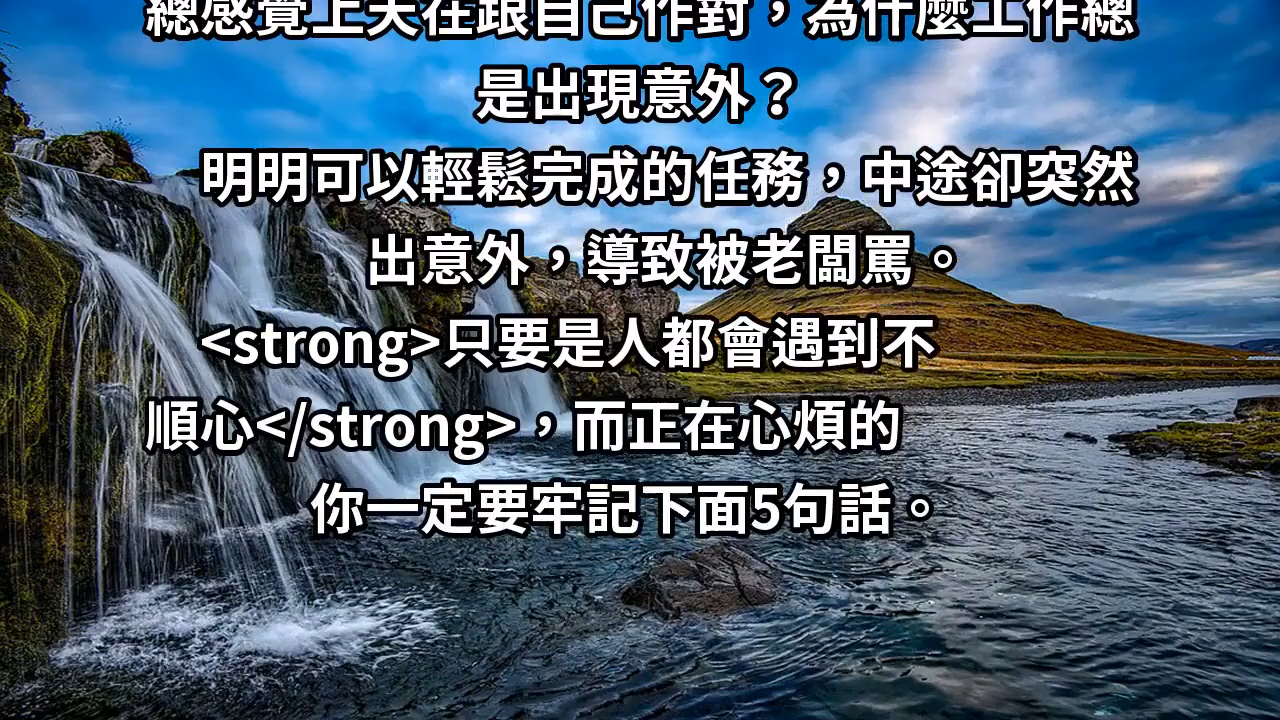 總感覺上天在跟自己作對，為什麼工作總
是出現意外？
明明可以輕鬆完成的任務，中途卻突然
出意外，導致被老闆罵。
<strong>只要是人都會遇到不
順心</strong>，而正在心煩的
你一定要牢記下面5句話。